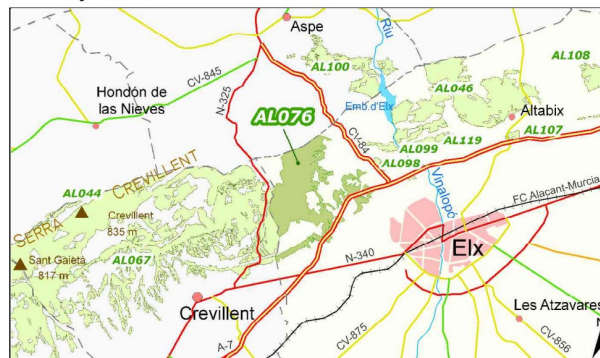 Aspe
Riu
AL108
AL100
CV-845
AL046
Hondón de
las Nieves
N-325
Emb.d'Elx
AL076
CV-84
Altabix
AL099
AL119
AL107
AL098
SERRA CREVILLENT
AL044
Crevillent
835 m
Vinalopó
FC Alacant-Murcia
Sant Gaietà
817 m
AL067
N-340
Elx
Crevillent
Les Atzavares
A-7
CV-875
CV-856
N